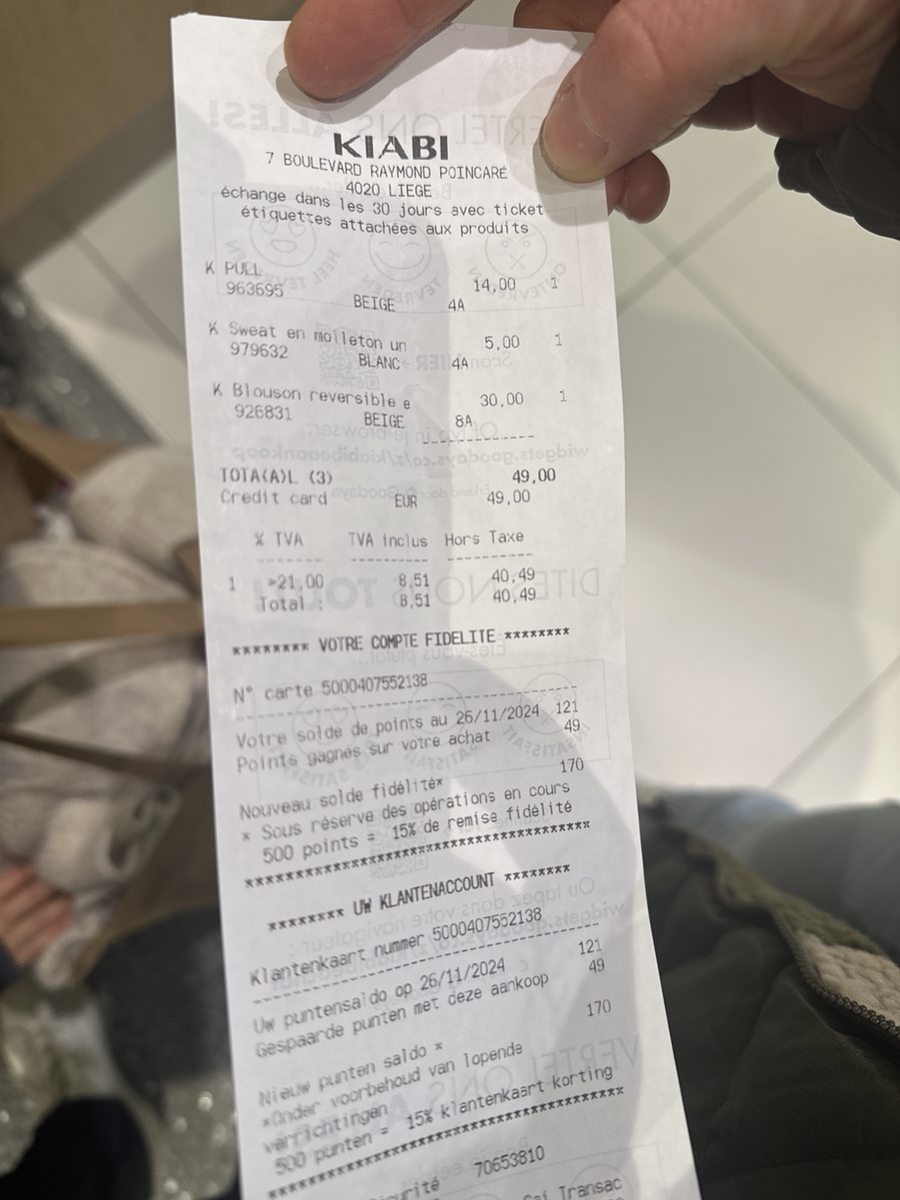 KIABI
7 BOULEVARD RAYMOND POINCARE
4020 LIEGE
échange dans les 30 jours avec ticket
étiquettes attachées aux produits
K PULL 14,00 1
963695 BEIGE 4A
K Sweat en molleton un 5,00 1
979632 BLANC 4A
K Blouson reversible e 30,00 1
926831 BEIGE 8A
TOTA(A)L (3) 49,00
Credit card EUR 49,00
% TVA TVA inclus Hors Taxe
1 >21,00 8,51 40,49
Total : 8,51 40,49
******** VOTRE COMPTE FIDELITE ********
N° carte 5000407552138
Votre solde de points au 26/11/2024 121
Points gagnes sur votre achat 49
170
Nouveau solde fidélité*
* Sous réserve des opérations en cours
500 points = 15% de remise fidélité
******** UW KLANTENACCOUNT ********
Klantenkaart nummer 5000407552138
Uw puntensaldo op 26/11/2024 121
Gespaarde punten met deze aankoop 49
170
Nieuw punten saldo *
*Onder voorbehoud van lopende
verrichtingen
500 punten = 15% klantenkaart korting
70653810
Transac